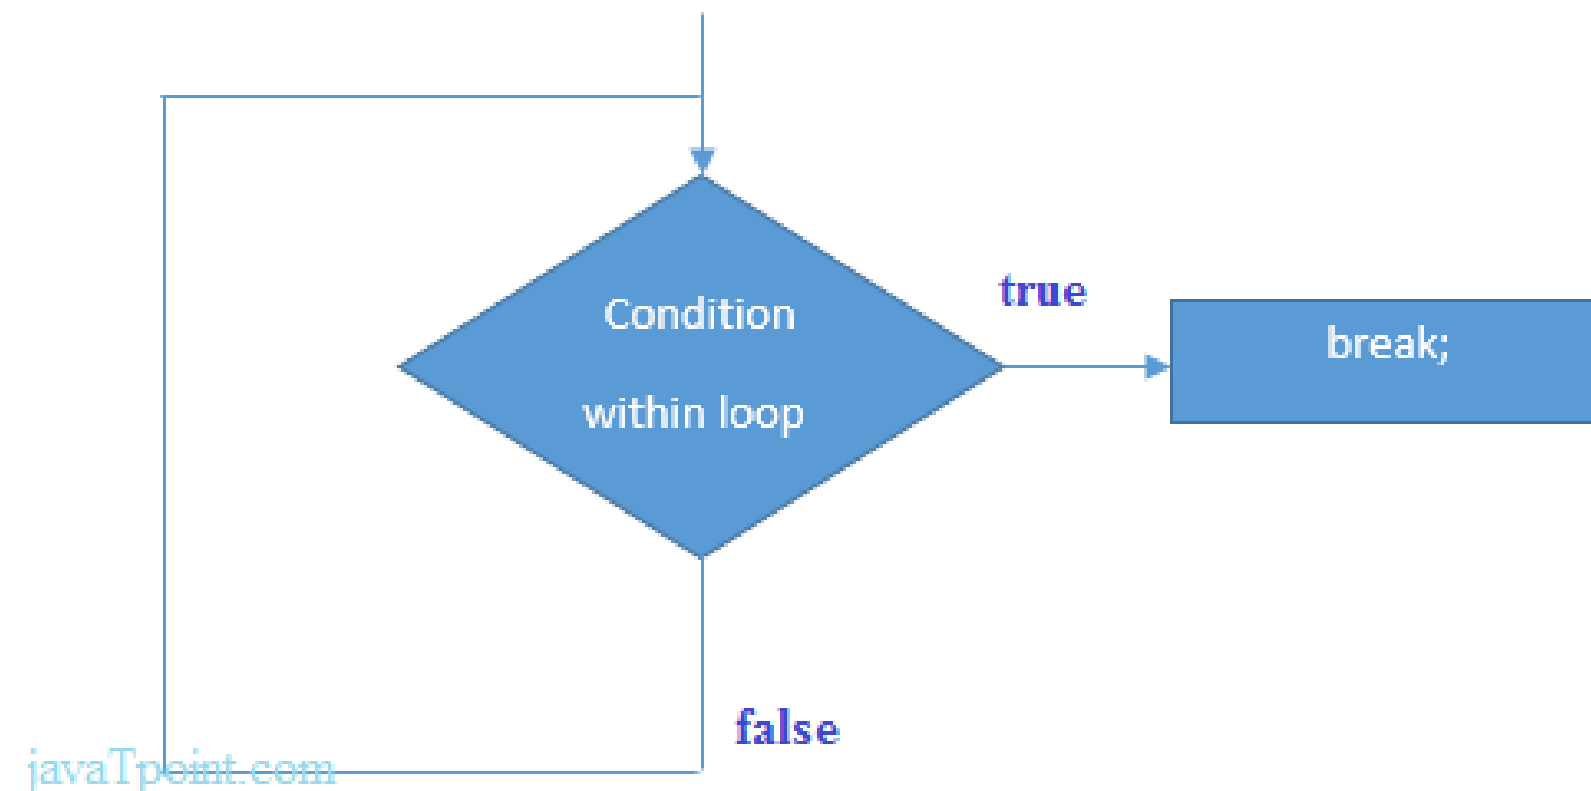 Condition
within loop
true
break;
false
javaTpoint.com